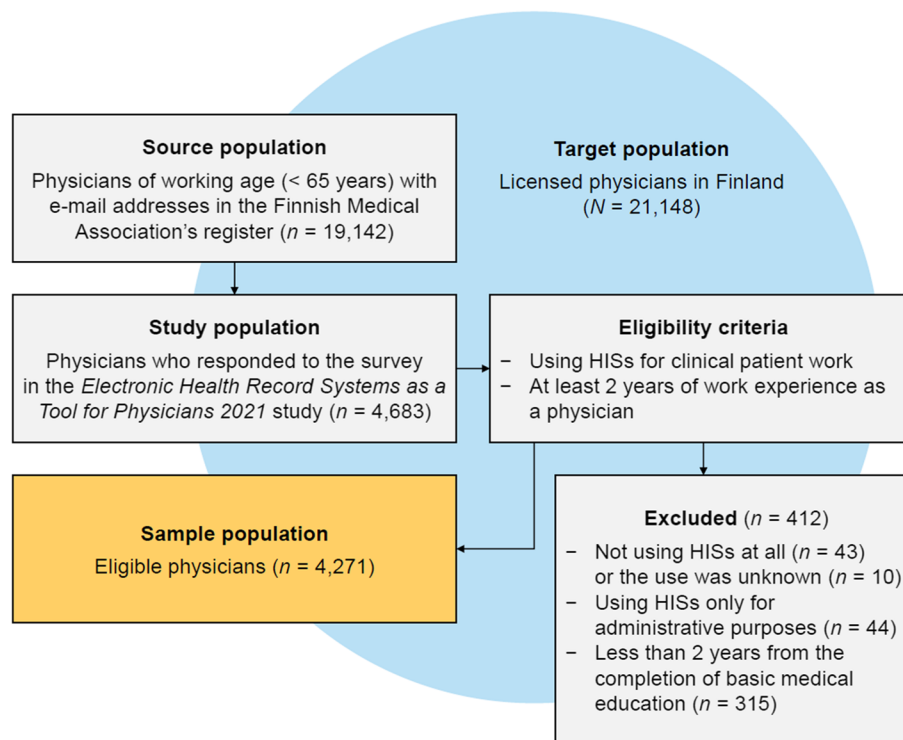 Source population
Physicians of working age (< 65 years) with
e-mail addresses in the Finnish Medical
Association’s register (n = 19,142)
Target population
Licensed physicians in Finland
(N = 21,148)
Study population
Physicians who responded to the survey
in the Electronic Health Record Systems as a
Tool for Physicians 2021 study (n = 4,683)
Eligibility criteria
− Using HISs for clinical patient work
− At least 2 years of work experience as
a physician
Sample population
Eligible physicians (n = 4,271)
Excluded (n = 412)
− Not using HISs at all (n = 43)
or the use was unknown (n = 10)
− Using HISs only for
administrative purposes (n = 44)
− Less than 2 years from the
completion of basic medical
education (n = 315)